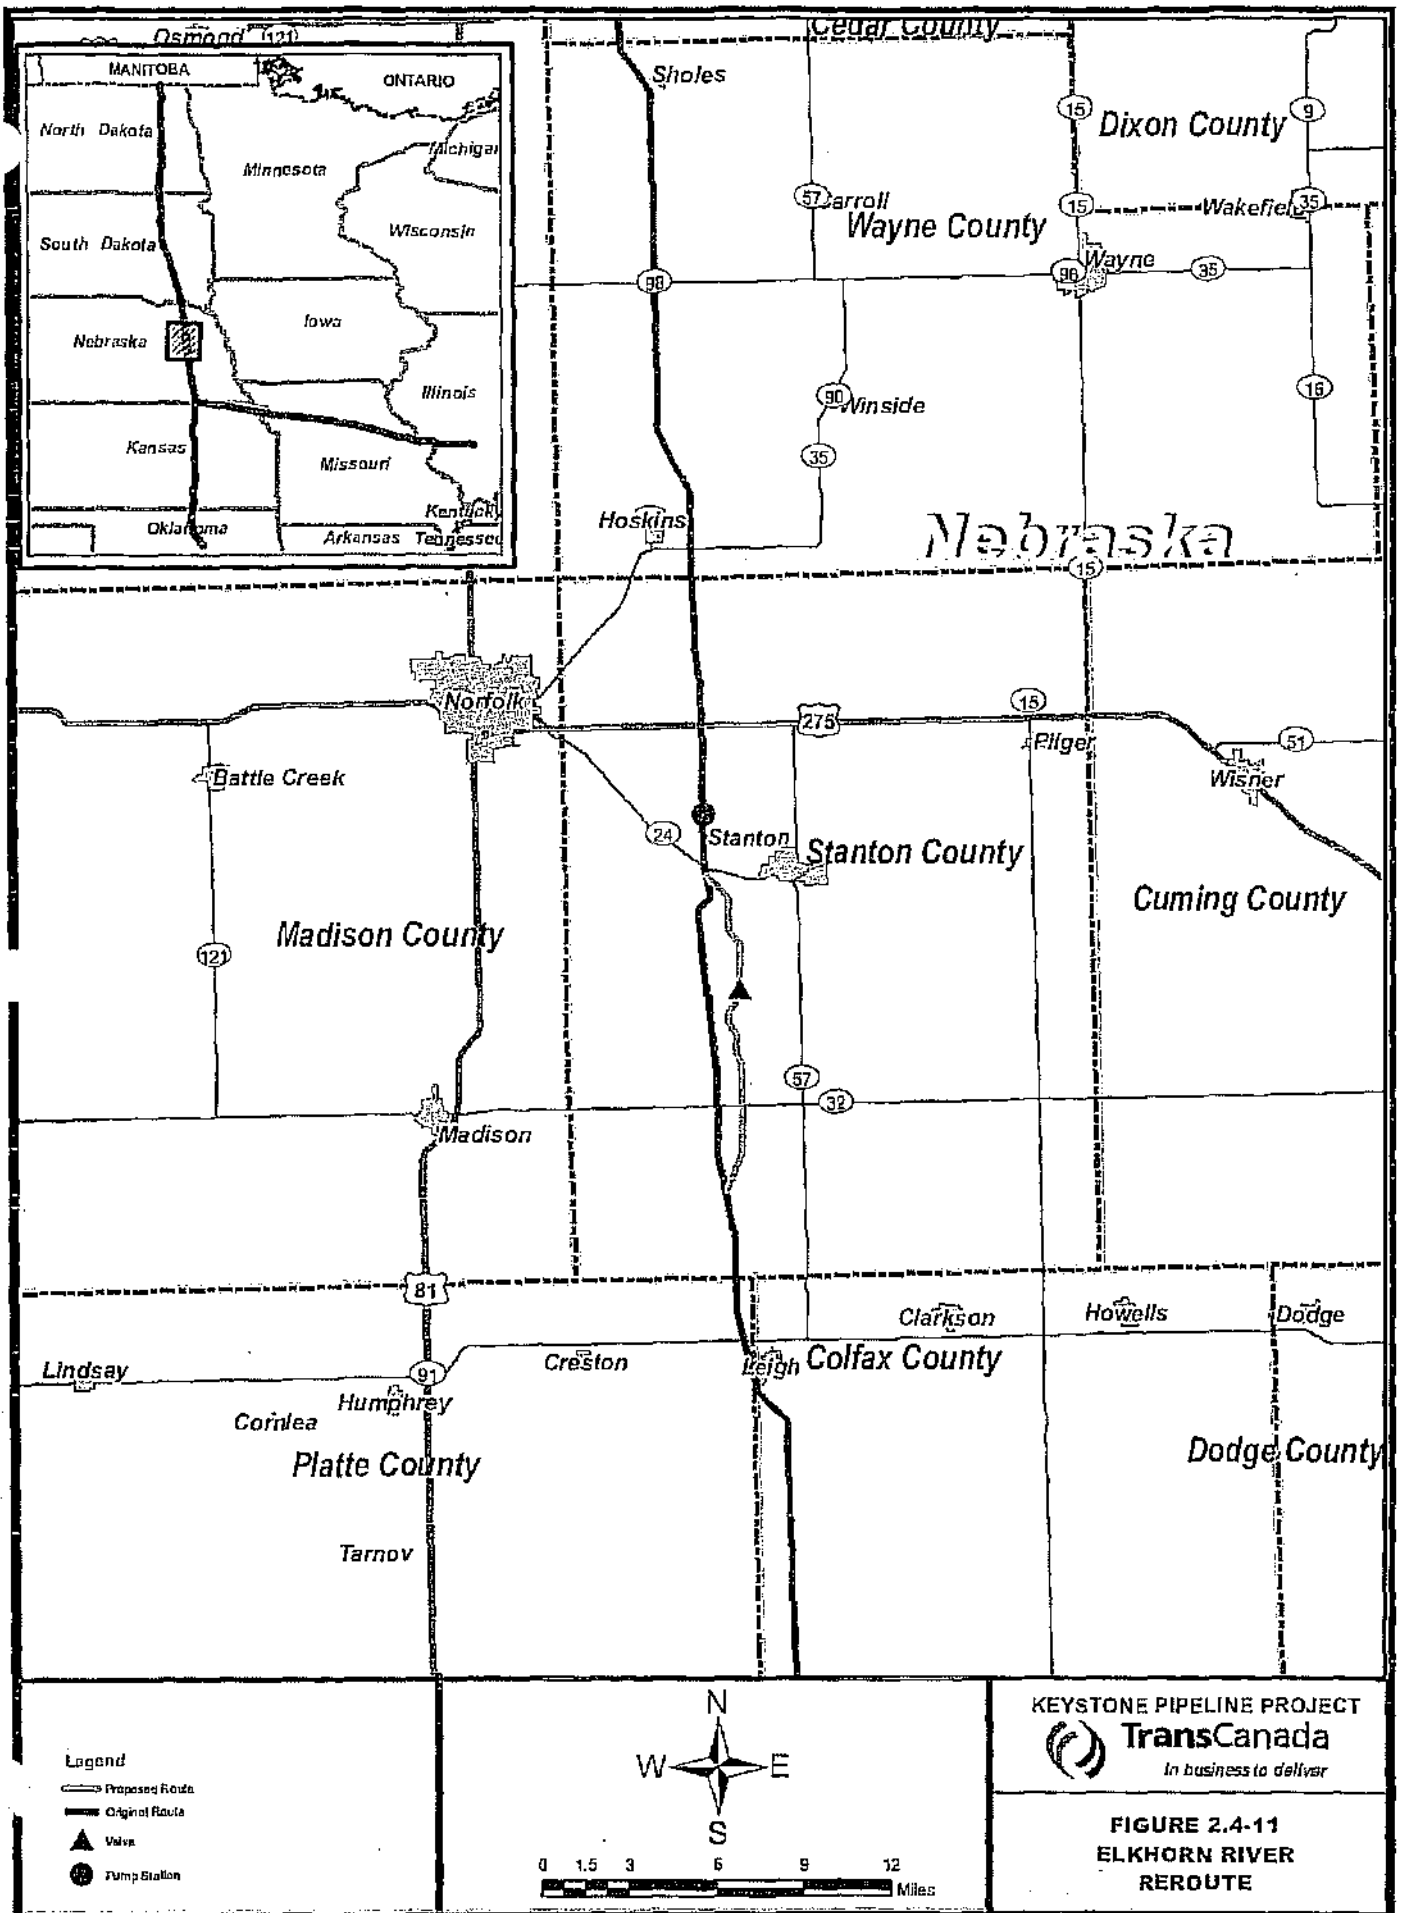 Osmond
121
Cedar County
Sholes
15
Dixon County
9
57
Carroll
Wayne County
15
Wakefield
35
98
96
Wayne
35
90
Winside
16
35
Hoskins
Nebraska
15
MANITOBA
ONTARIO
North Dakota
Minnesota
Michigan
South Dakota
Wisconsin
Nebraska
Iowa
Illinois
Kansas
Missouri
Kentucky
Oklahoma
Arkansas
Tennessee
Norfolk
275
15
Pilger
51
Wisner
Battle Creek
24
Stanton
Stanton County
Cuming County
Madison County
121
57
32
Madison
81
Clarkson
Howells
Dodge
Lindsay
91
Creston
Leigh
Colfax County
Humphrey
Cornlea
Platte County
Dodge County
Tarnov
Legend
Proposed Route
Original Route
Valve
Pump Station
N
W
E
S
0 1.5 3 6 9 12
Miles
KEYSTONE PIPELINE PROJECT
TransCanada
In business to deliver
FIGURE 2.4-11
ELKHORN RIVER
REROUTE